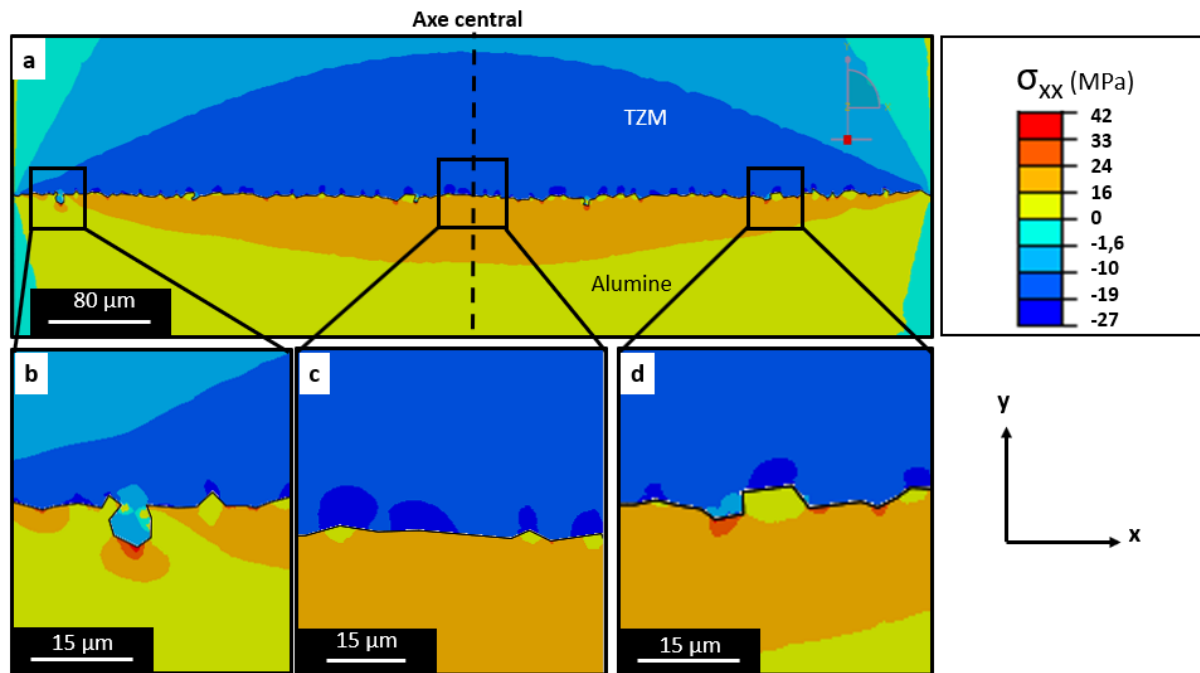 Axe central
a
TZM
Alumine
80 µm
σxx (MPa)
42
33
24
16
0
-1,6
-10
-19
-27
b
15 µm
c
15 µm
d
15 µm
y
x